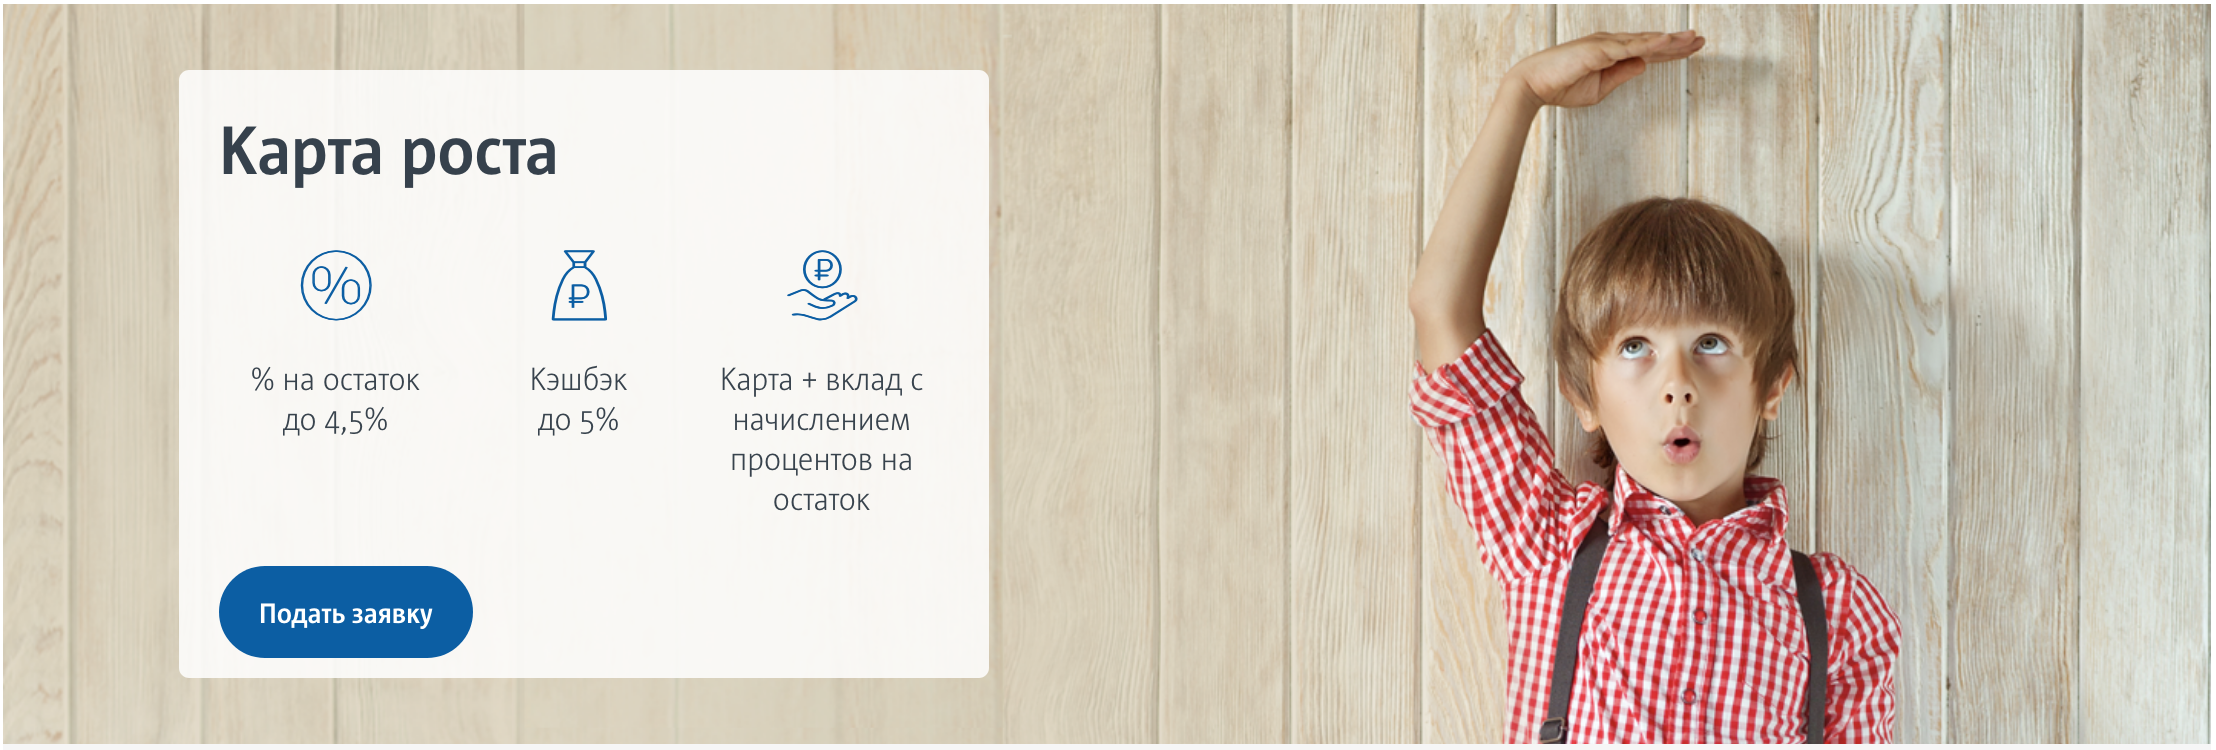 Карта роста
% на остаток
до 4,5%
Кэшбэк
до 5%
Карта + вклад с
начислением
процентов на
остаток
Подать заявку